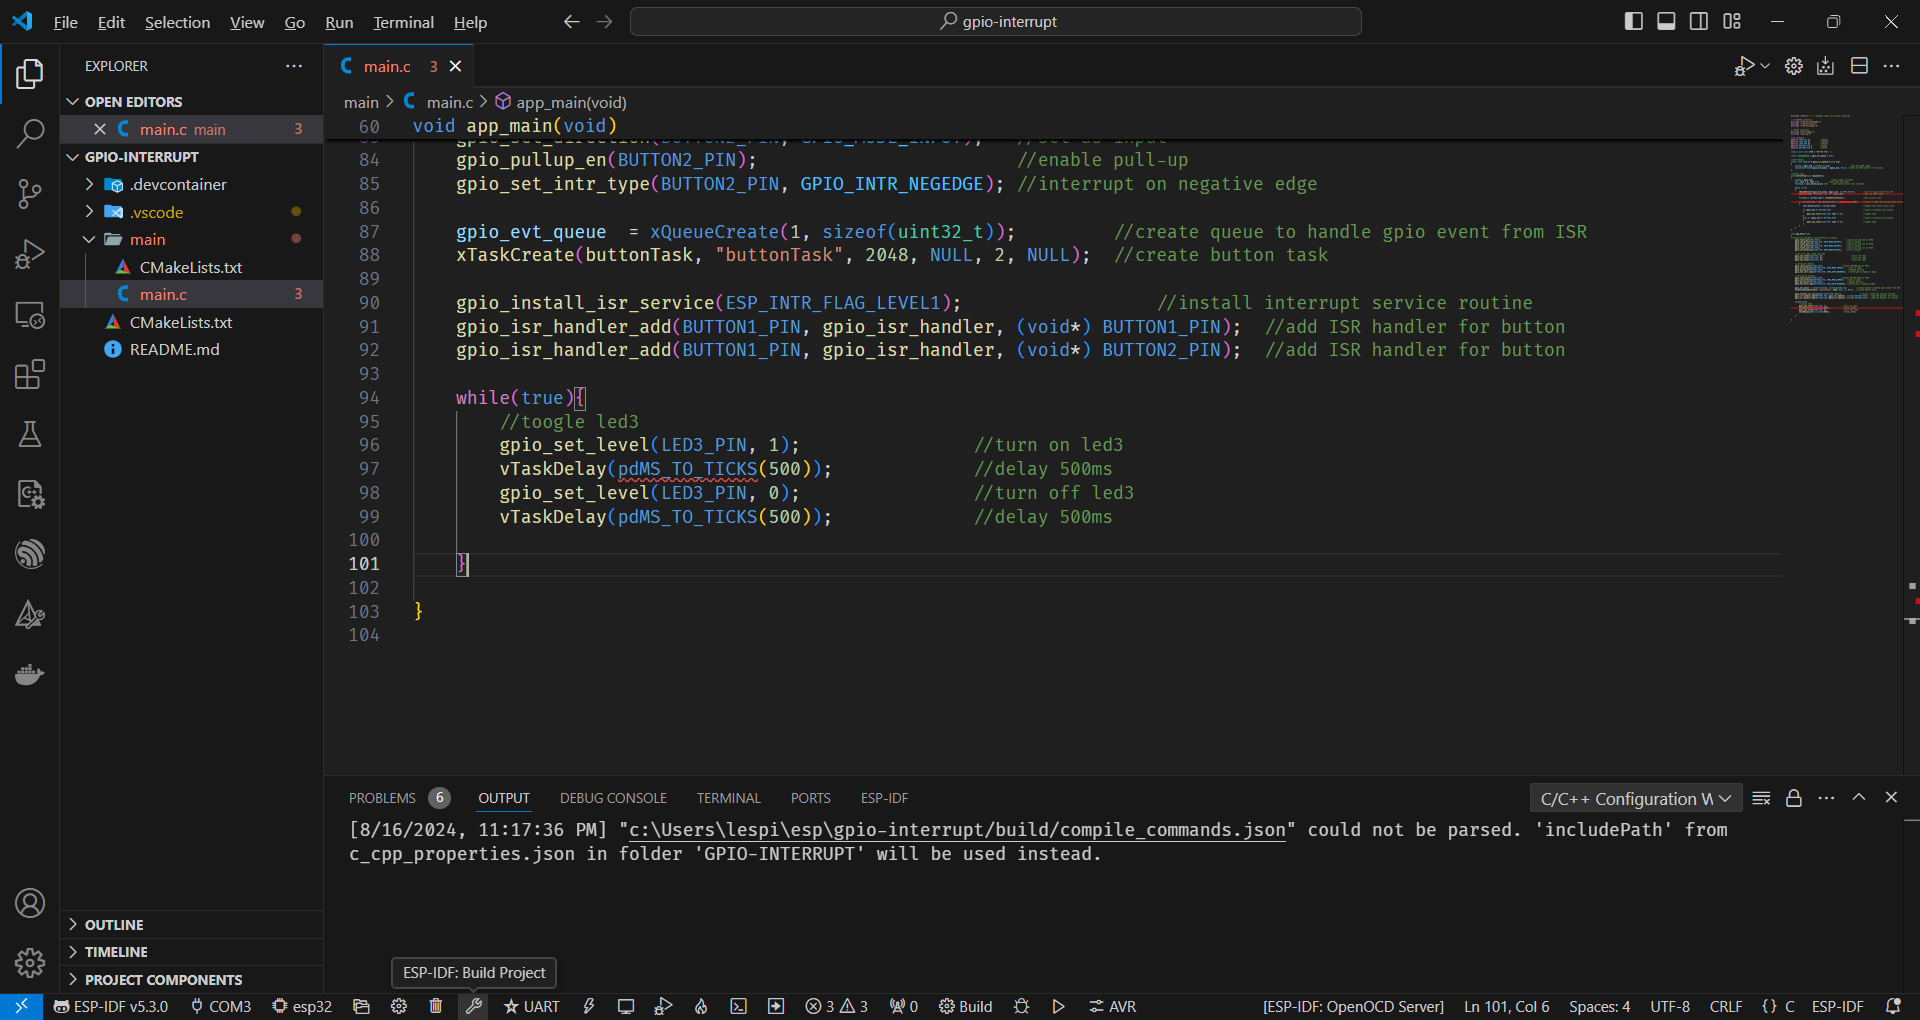 File Edit Selection View Go Run Terminal Help
gpio-interrupt
EXPLORER
OPEN EDITORS
main.c main 3
GPIO-INTERRUPT
.devcontainer
.vscode
main
CMakeLists.txt
main.c 3
CMakeLists.txt
README.md
OUTLINE
TIMELINE
PROJECT COMPONENTS
main.c 3
main > main.c > app_main(void)
60 void app_main(void)
84 gpio_pullup_en(BUTTON2_PIN); //enable pull-up
85 gpio_set_intr_type(BUTTON2_PIN, GPIO_INTR_NEGEDGE); //interrupt on negative edge
86
87 gpio_evt_queue = xQueueCreate(1, sizeof(uint32_t)); //create queue to handle gpio event from ISR
88 xTaskCreate(buttonTask, "buttonTask", 2048, NULL, 2, NULL); //create button task
89
90 gpio_install_isr_service(ESP_INTR_FLAG_LEVEL1); //install interrupt service routine
91 gpio_isr_handler_add(BUTTON1_PIN, gpio_isr_handler, (void*) BUTTON1_PIN); //add ISR handler for button
92 gpio_isr_handler_add(BUTTON1_PIN, gpio_isr_handler, (void*) BUTTON2_PIN); //add ISR handler for button
93
94 while(true){
95 //toogle led3
96 gpio_set_level(LED3_PIN, 1); //turn on led3
97 vTaskDelay(pdMS_TO_TICKS(500)); //delay 500ms
98 gpio_set_level(LED3_PIN, 0); //turn off led3
99 vTaskDelay(pdMS_TO_TICKS(500)); //delay 500ms
100
101 }
102
103 }
104
PROBLEMS 6 OUTPUT DEBUG CONSOLE TERMINAL PORTS ESP-IDF
C/C++ Configuration W
[8/16/2024, 11:17:36 PM] "c:\Users\lespi\esp\gpio-interrupt/build/compile_commands.json" could not be parsed. 'includePath' from
c_cpp_properties.json in folder 'GPIO-INTERRUPT' will be used instead.
ESP-IDF: Build Project
ESP-IDF v5.3.0 COM3 esp32 UART 3 3 0 Build AVR [ESP-IDF: OpenOCD Server] Ln 101, Col 6 Spaces: 4 UTF-8 CRLF {} C ESP-IDF